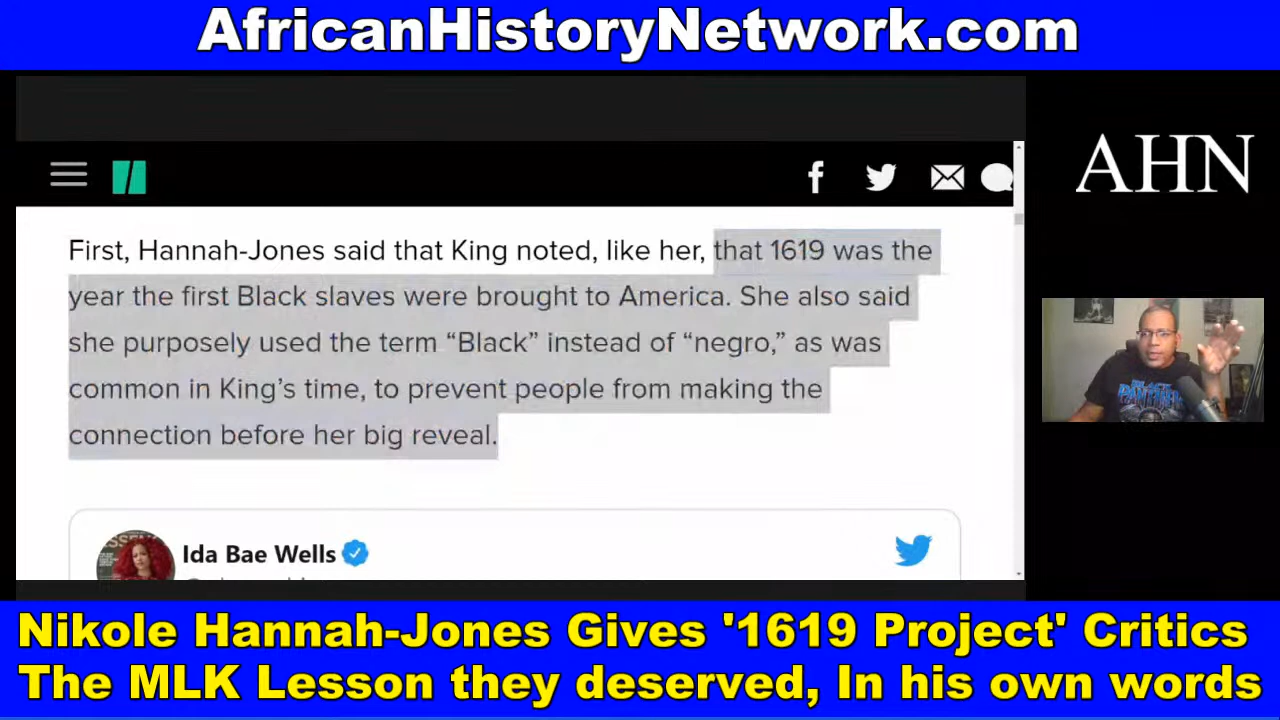 AfricanHistoryNetwork.com
AHN
First, Hannah-Jones said that King noted, like her, that 1619 was the
year the first Black slaves were brought to America. She also said
she purposely used the term “Black” instead of “negro,” as was
common in King’s time, to prevent people from making the
connection before her big reveal.
Ida Bae Wells
Nikole Hannah-Jones Gives '1619 Project' Critics
The MLK Lesson they deserved, In his own words